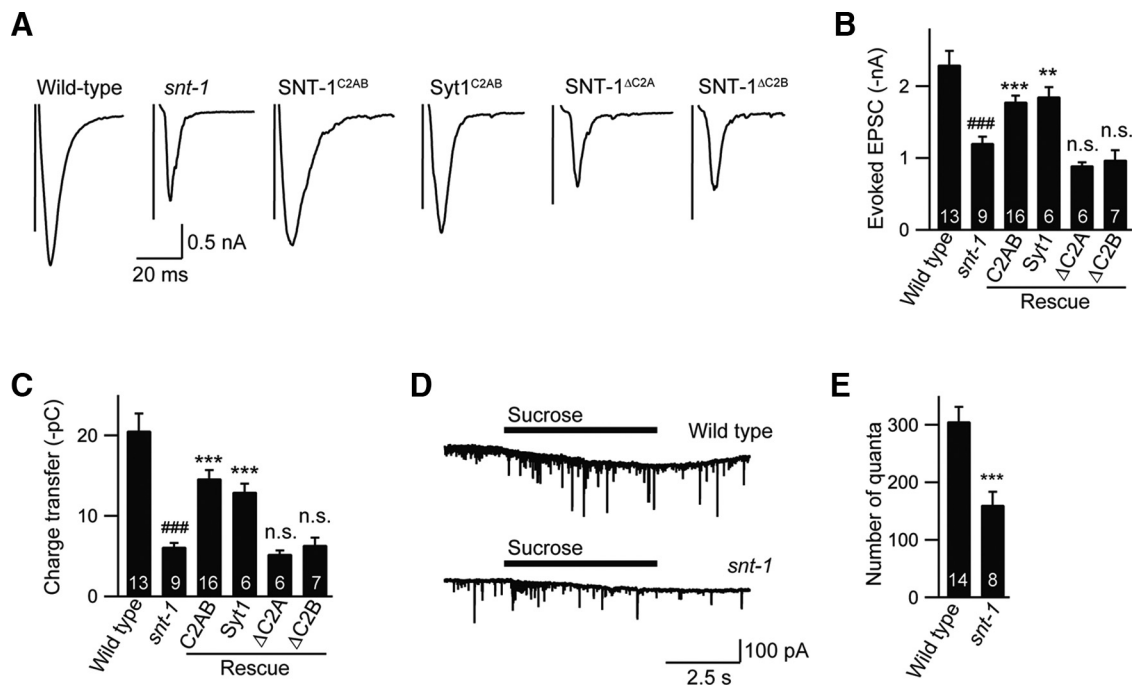 A
Wild-type
snt-1
SNT-1C2AB
Syt1C2AB
SNT-1ΔC2A
SNT-1ΔC2B
0.5 nA
20 ms
B
Evoked EPSC (-nA)
2
1
0
###
***
**
n.s.
n.s.
13
9
16
6
6
7
Wild type
snt-1
C2AB
Syt1
ΔC2A
ΔC2B
Rescue
C
Charge transfer (-pC)
20
10
0
###
***
***
n.s.
n.s.
13
9
16
6
6
7
Wild type
snt-1
C2AB
Syt1
ΔC2A
ΔC2B
Rescue
D
Sucrose
Wild type
Sucrose
snt-1
100 pA
2.5 s
E
Number of quanta
300
200
100
0
***
14
8
Wild type
snt-1